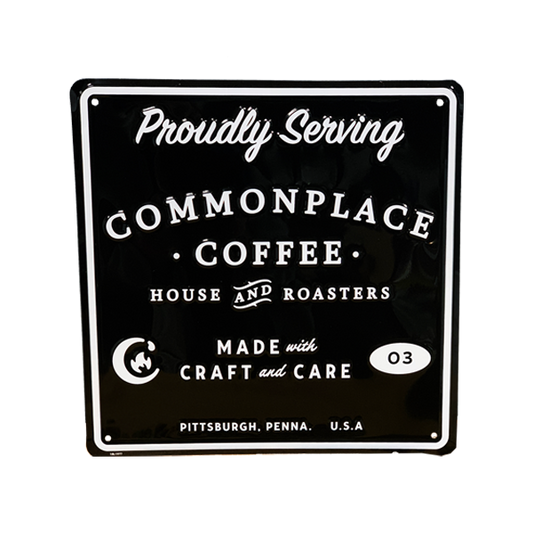 Proudly Serving
COMMONPLACE
· COFFEE ·
HOUSE AND ROASTERS
MADE with
CRAFT and CARE
03
PITTSBURGH, PENNA. U.S.A